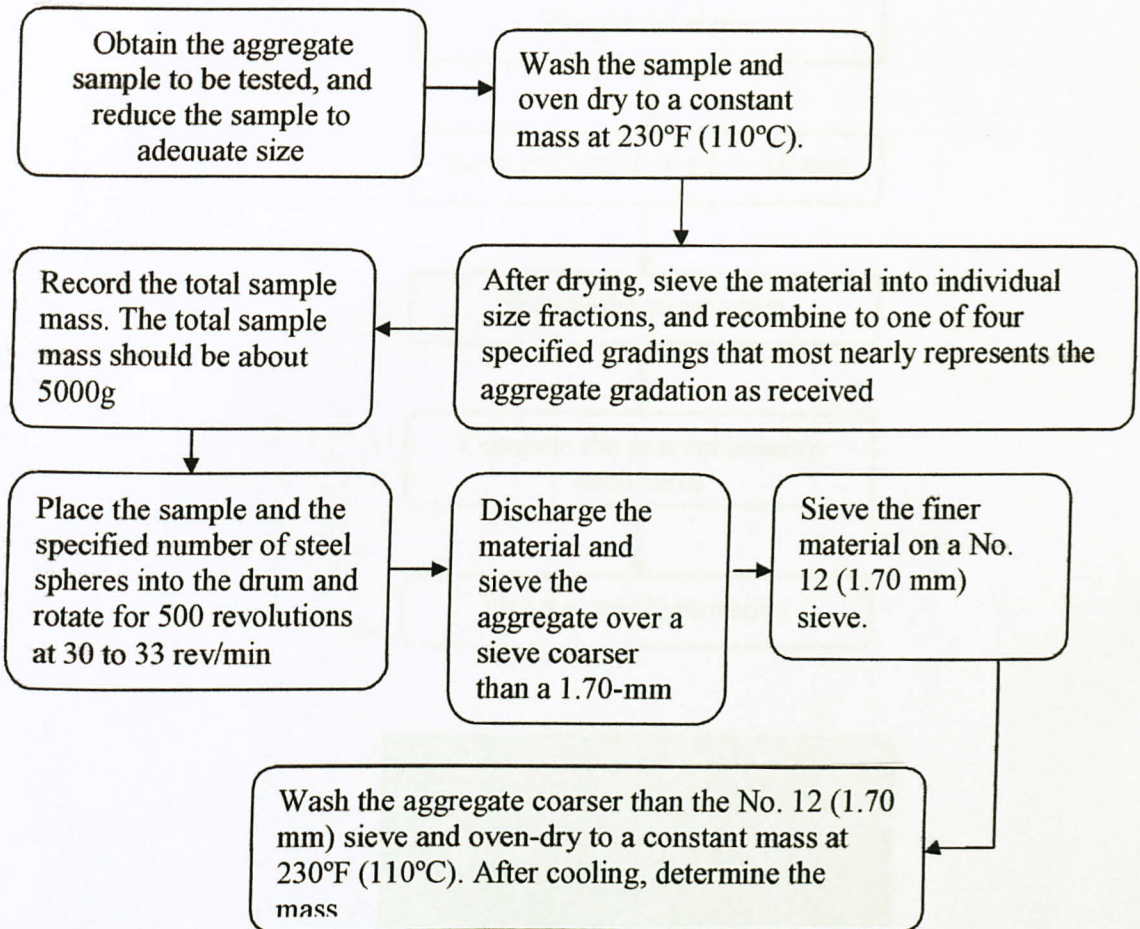 Obtain the aggregate
sample to be tested, and
reduce the sample to
adequate size
Wash the sample and
oven dry to a constant
mass at 230ºF (110ºC).
After drying, sieve the material into individual
size fractions, and recombine to one of four
specified gradings that most nearly represents the
aggregate gradation as received
Record the total sample
mass. The total sample
mass should be about
5000g
Place the sample and the
specified number of steel
spheres into the drum and
rotate for 500 revolutions
at 30 to 33 rev/min
Discharge the
material and
sieve the
aggregate over a
sieve coarser
than a 1.70-mm
Sieve the finer
material on a No.
12 (1.70 mm)
sieve.
Wash the aggregate coarser than the No. 12 (1.70
mm) sieve and oven-dry to a constant mass at
230ºF (110ºC). After cooling, determine the
mass